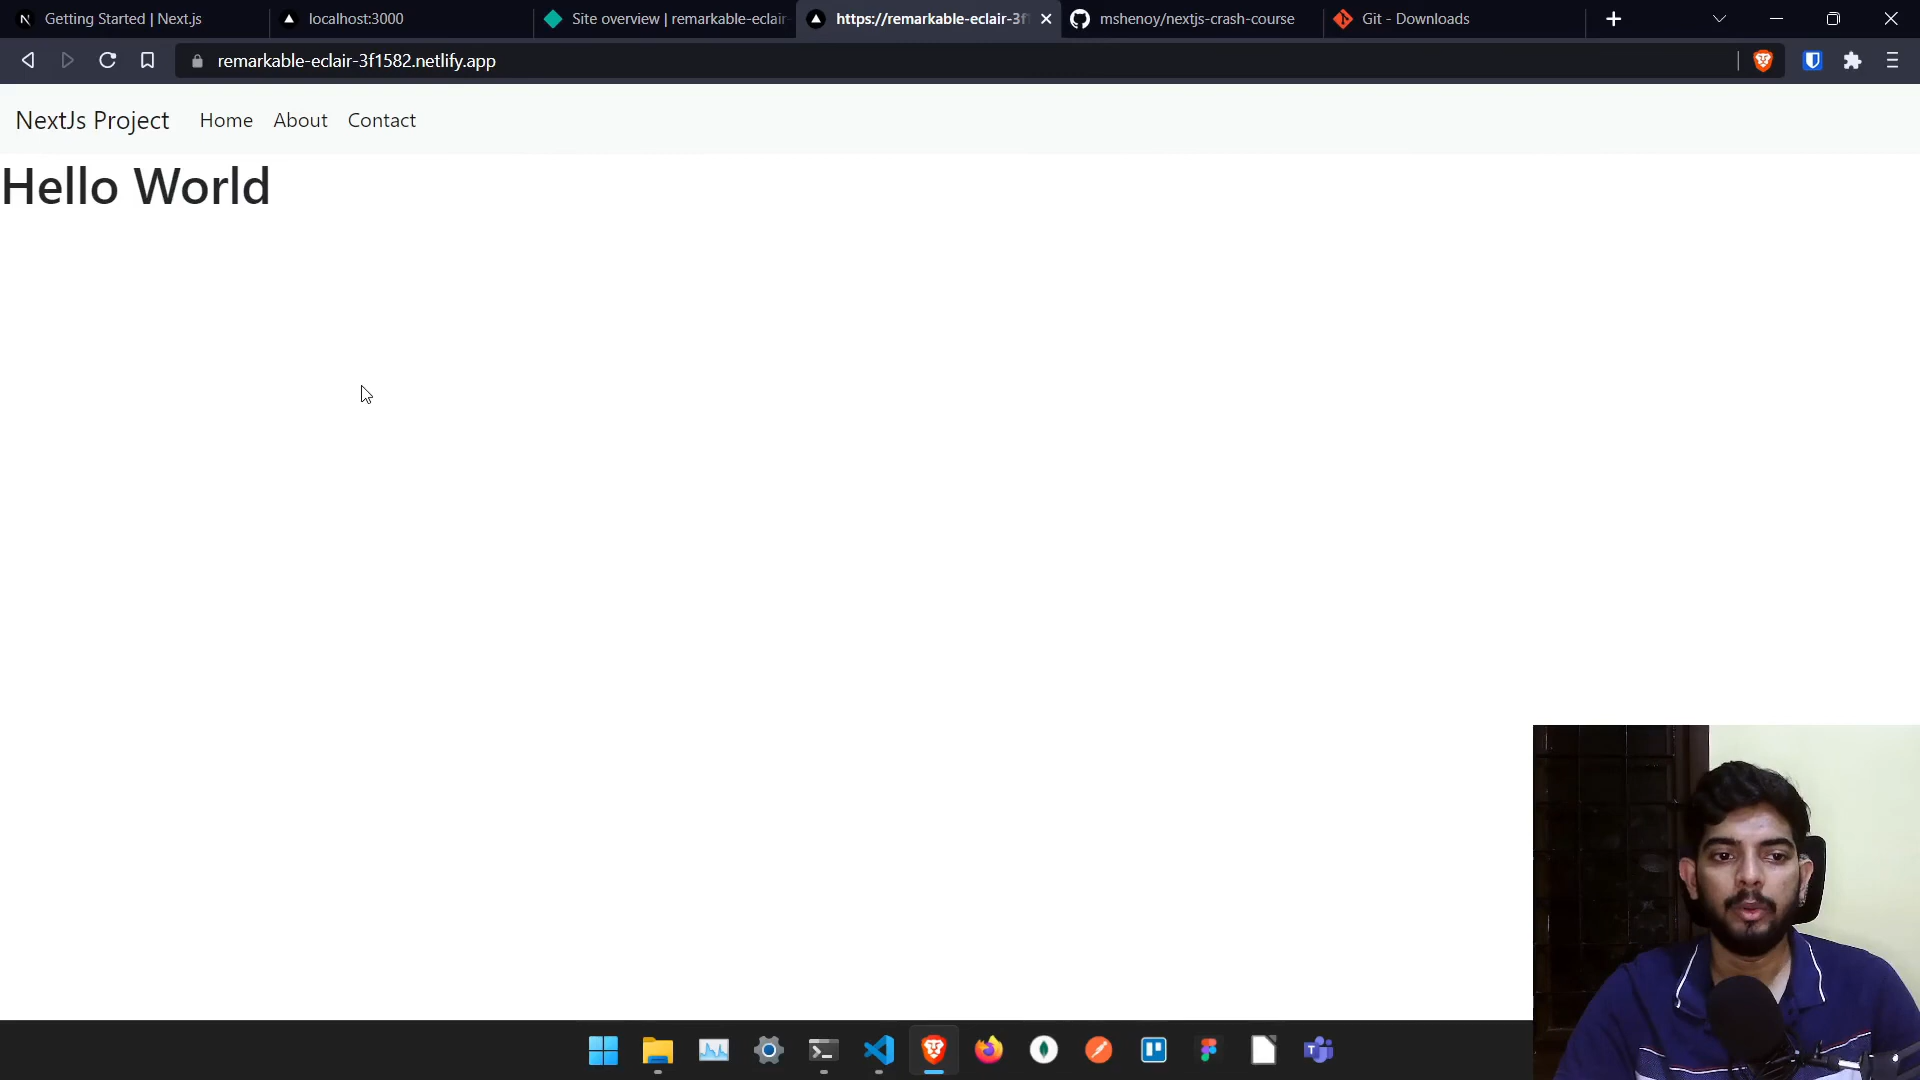 Getting Started | Next.js
localhost:3000
Site overview | remarkable-eclair-
https://remarkable-eclair-3f
mshenoy/nextjs-crash-course
Git - Downloads
remarkable-eclair-3f1582.netlify.app
NextJs Project
Home
About
Contact
Hello World